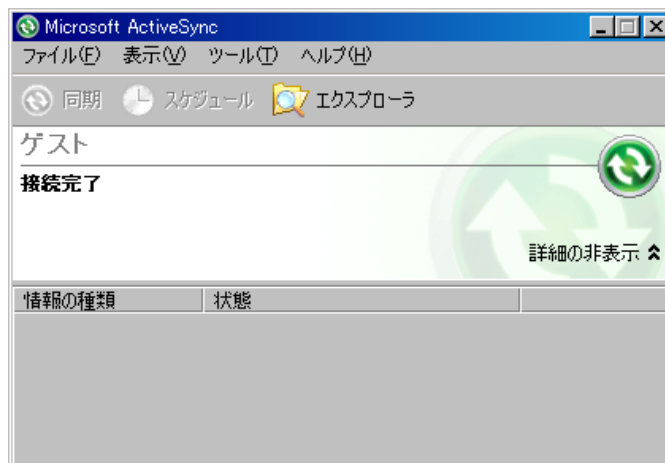 Microsoft ActiveSync
ファイル(F) 表示(V) ツール(T) ヘルプ(H)
同期 スケジュール エクスプローラ
ゲスト
接続完了
詳細の非表示
情報の種類 状態